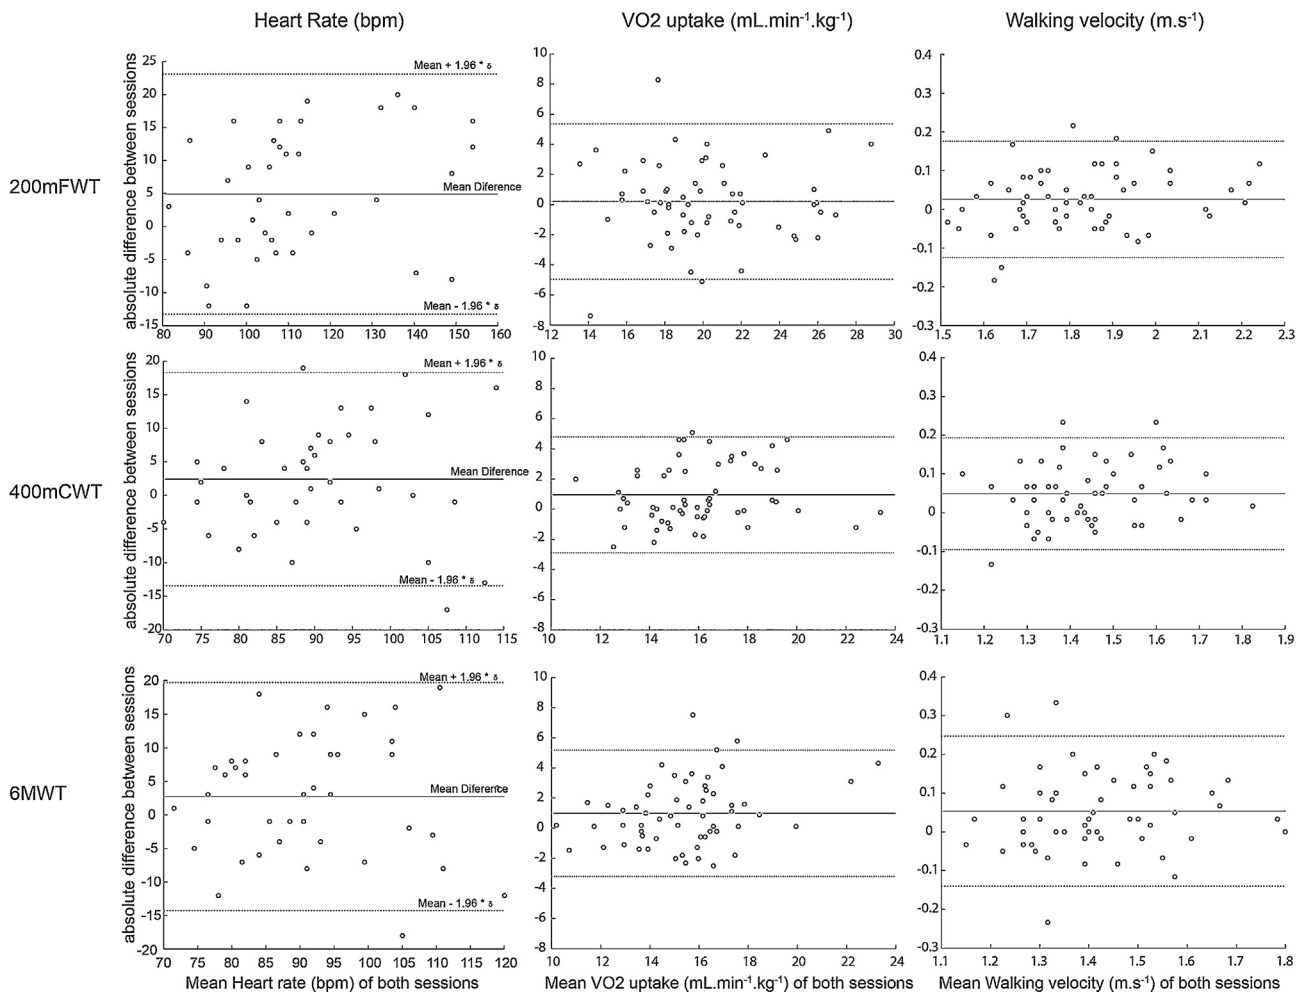 Heart Rate (bpm)
VO2 uptake (mL.min⁻¹.kg⁻¹)
Walking velocity (m.s⁻¹)
200mFWT
absolute difference between sessions
25
20
15
10
5
0
-5
-10
-15
Mean + 1.96 * δ
Mean Diference
Mean - 1.96 * δ
80 90 100 110 120 130 140 150 160
10
8
6
4
2
0
-2
-4
-6
-8
12 14 16 18 20 22 24 26 28 30
0.4
0.3
0.2
0.1
0
-0.1
-0.2
-0.3
1.5 1.6 1.7 1.8 1.9 2 2.1 2.2 2.3
400mCWT
absolute difference between sessions
20
15
10
5
0
-5
-10
-15
-20
Mean + 1.96 * δ
Mean Diference
Mean - 1.96 * δ
70 75 80 85 90 95 100 105 110 115
10
8
6
4
2
0
-2
-4
-6
-8
10 12 14 16 18 20 22 24
0.4
0.3
0.2
0.1
0
-0.1
-0.2
-0.3
1.1 1.2 1.3 1.4 1.5 1.6 1.7 1.8 1.9
6MWT
absolute difference between sessions
20
15
10
5
0
-5
-10
-15
-20
Mean + 1.96 * δ
Mean Diference
Mean - 1.96 * δ
70 75 80 85 90 95 100 105 110 115 120
Mean Heart rate (bpm) of both sessions
10
8
6
4
2
0
-2
-4
-6
-8
10 12 14 16 18 20 22 24
Mean VO2 uptake (mL.min⁻¹.kg⁻¹) of both sessions
0.4
0.3
0.2
0.1
0
-0.1
-0.2
-0.3
1.1 1.2 1.3 1.4 1.5 1.6 1.7 1.8
Mean Walking velocity (m.s⁻¹) of both sessions